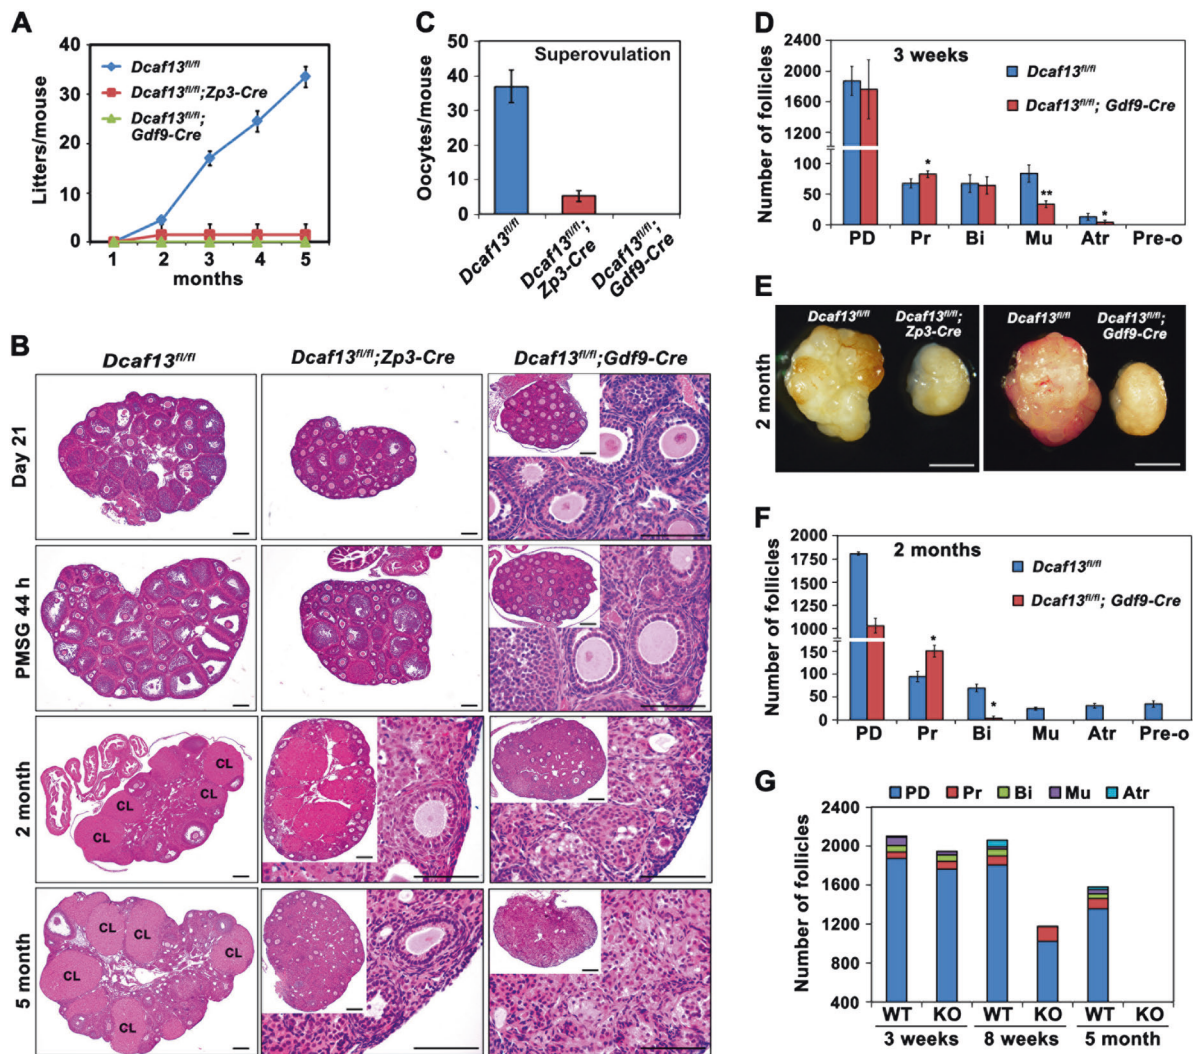 A
40
30
20
10
0
Litters/mouse
Dcaf13fl/fl
Dcaf13fl/fl;Zp3-Cre
Dcaf13fl/fl;
Gdf9-Cre
1 2 3 4 5
months
C
50
40
30
20
10
0
Oocytes/mouse
Superovulation
Dcaf13fl/fl
Dcaf13fl/fl;
Zp3-Cre
Dcaf13fl/fl;
Gdf9-Cre
D
2400
2000
1600
1200
100
50
0
Number of follicles
3 weeks
Dcaf13fl/fl
Dcaf13fl/fl; Gdf9-Cre
*
**
*
PD Pr Bi Mu Atr Pre-o
B
Dcaf13fl/fl
Dcaf13fl/fl;Zp3-Cre
Dcaf13fl/fl;Gdf9-Cre
Day 21
PMSG 44 h
2 month
CL
CL
CL
CL
5 month
CL
CL
CL
CL
CL
E
2 month
Dcaf13fl/fl
Dcaf13fl/fl;
Zp3-Cre
Dcaf13fl/fl
Dcaf13fl/fl;
Gdf9-Cre
F
2000
1750
1500
1250
1000
150
100
50
0
Number of follicles
2 months
Dcaf13fl/fl
Dcaf13fl/fl; Gdf9-Cre
*
*
PD Pr Bi Mu Atr Pre-o
G
PD Pr Bi Mu Atr
2400
2000
1600
1200
800
400
Number of follicles
WT KO WT KO WT KO
3 weeks 8 weeks 5 month